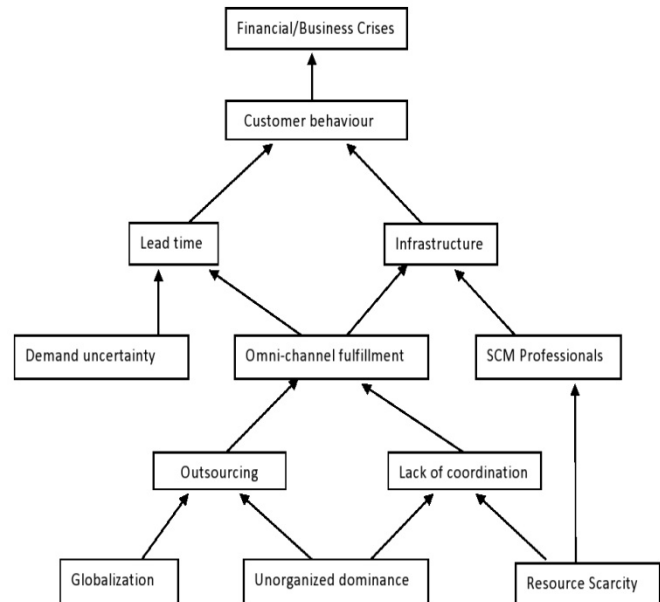 Financial/Business Crises
Customer behaviour
Lead time
Infrastructure
Demand uncertainty
Omni-channel fulfillment
SCM Professionals
Outsourcing
Lack of coordination
Globalization
Unorganized dominance
Resource Scarcity